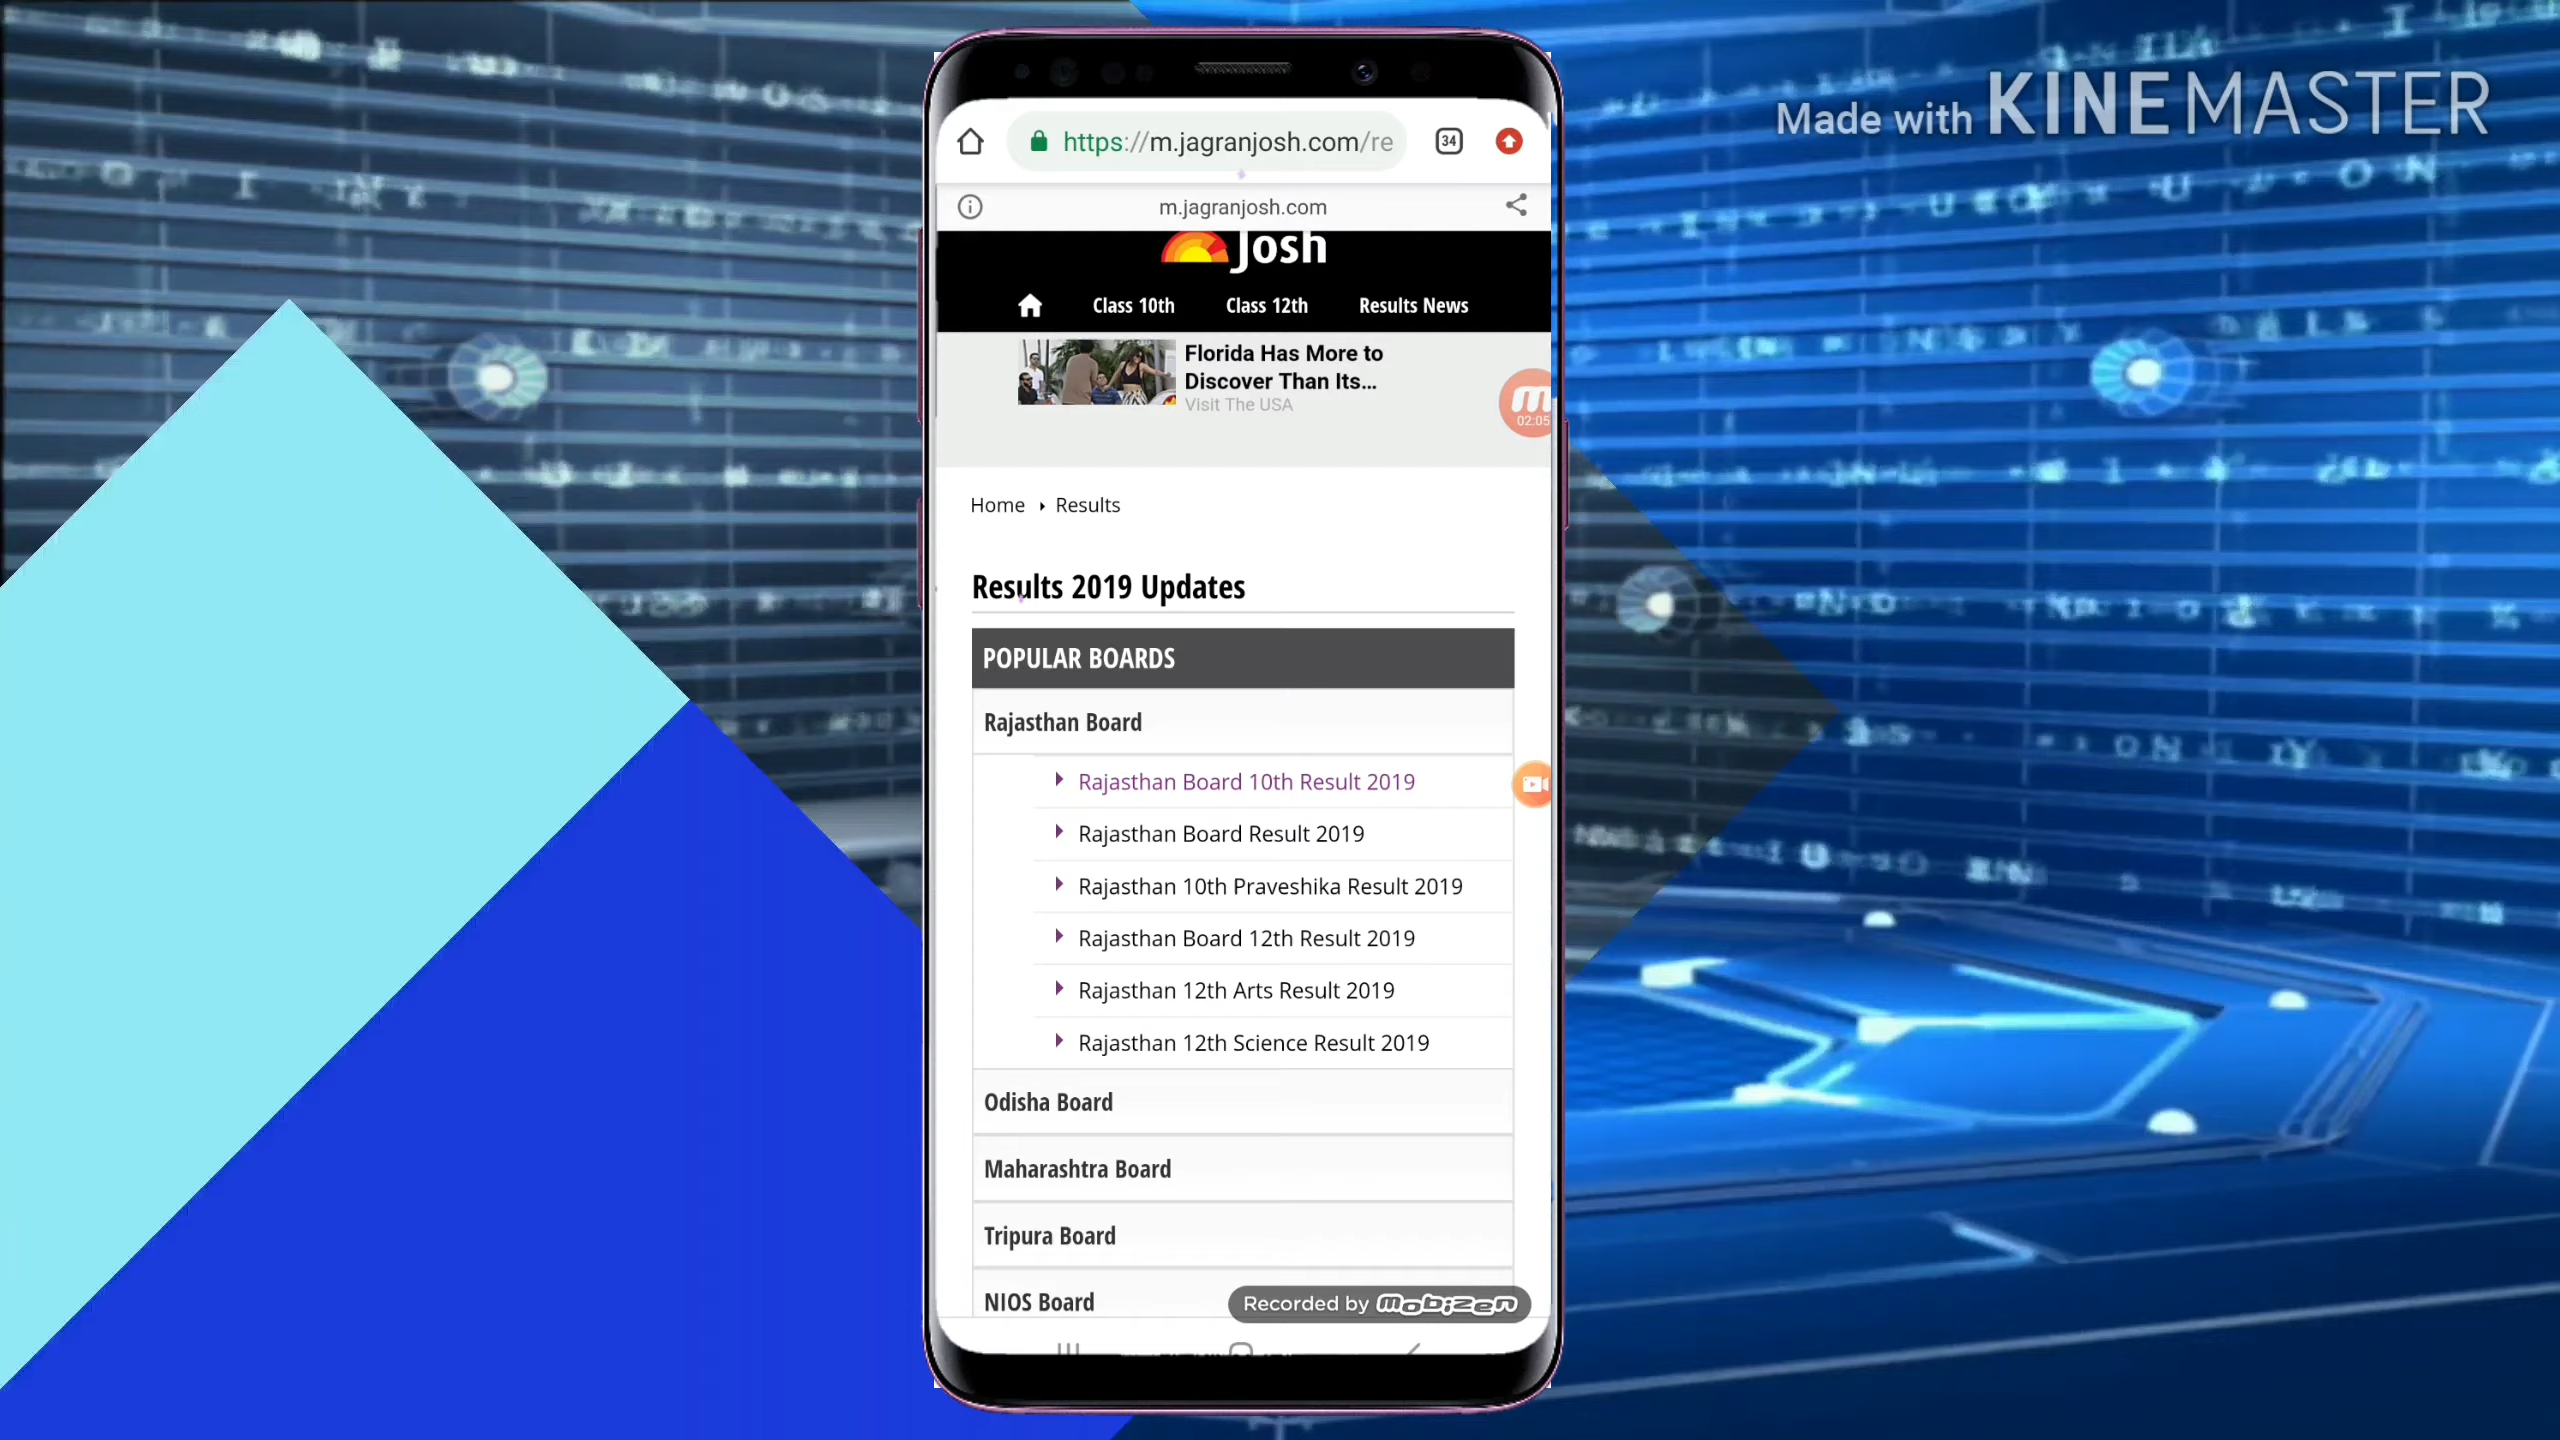 Made with KINEMASTER
https://m.jagranjosh.com/re
34
m.jagranjosh.com
Josh
Class 10th
Class 12th
Results News
Florida Has More to
Discover Than Its...
Visit The USA
02:05
Home
Results
Results 2019 Updates
POPULAR BOARDS
Rajasthan Board
Rajasthan Board 10th Result 2019
Rajasthan Board Result 2019
Rajasthan 10th Praveshika Result 2019
Rajasthan Board 12th Result 2019
Rajasthan 12th Arts Result 2019
Rajasthan 12th Science Result 2019
Odisha Board
Maharashtra Board
Tripura Board
NIOS Board
Recorded by mobizen